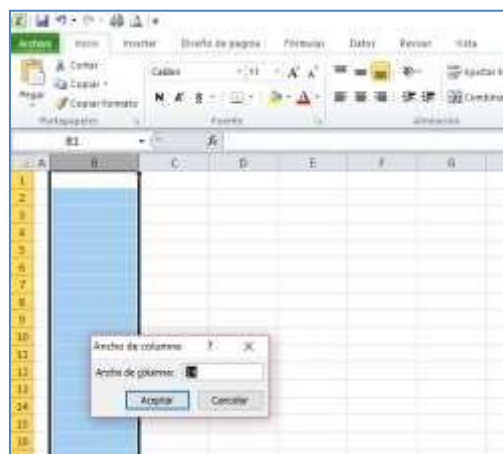 Archivo Inicio Insertar Diseño de página Fórmulas Datos Revisar Vista
Cortar
Copiar
Copiar formato
Pegar
Calibri 11
N K S
Ajustar
Combinar
Portapapeles Fuente Alineación
B1 fx
A B C D E F G
1
2
3
4
5
6
7
8
9
10
11
12
13
14
15
16
Ancho de columna ? ✕
Ancho de columna:
Aceptar Cancelar